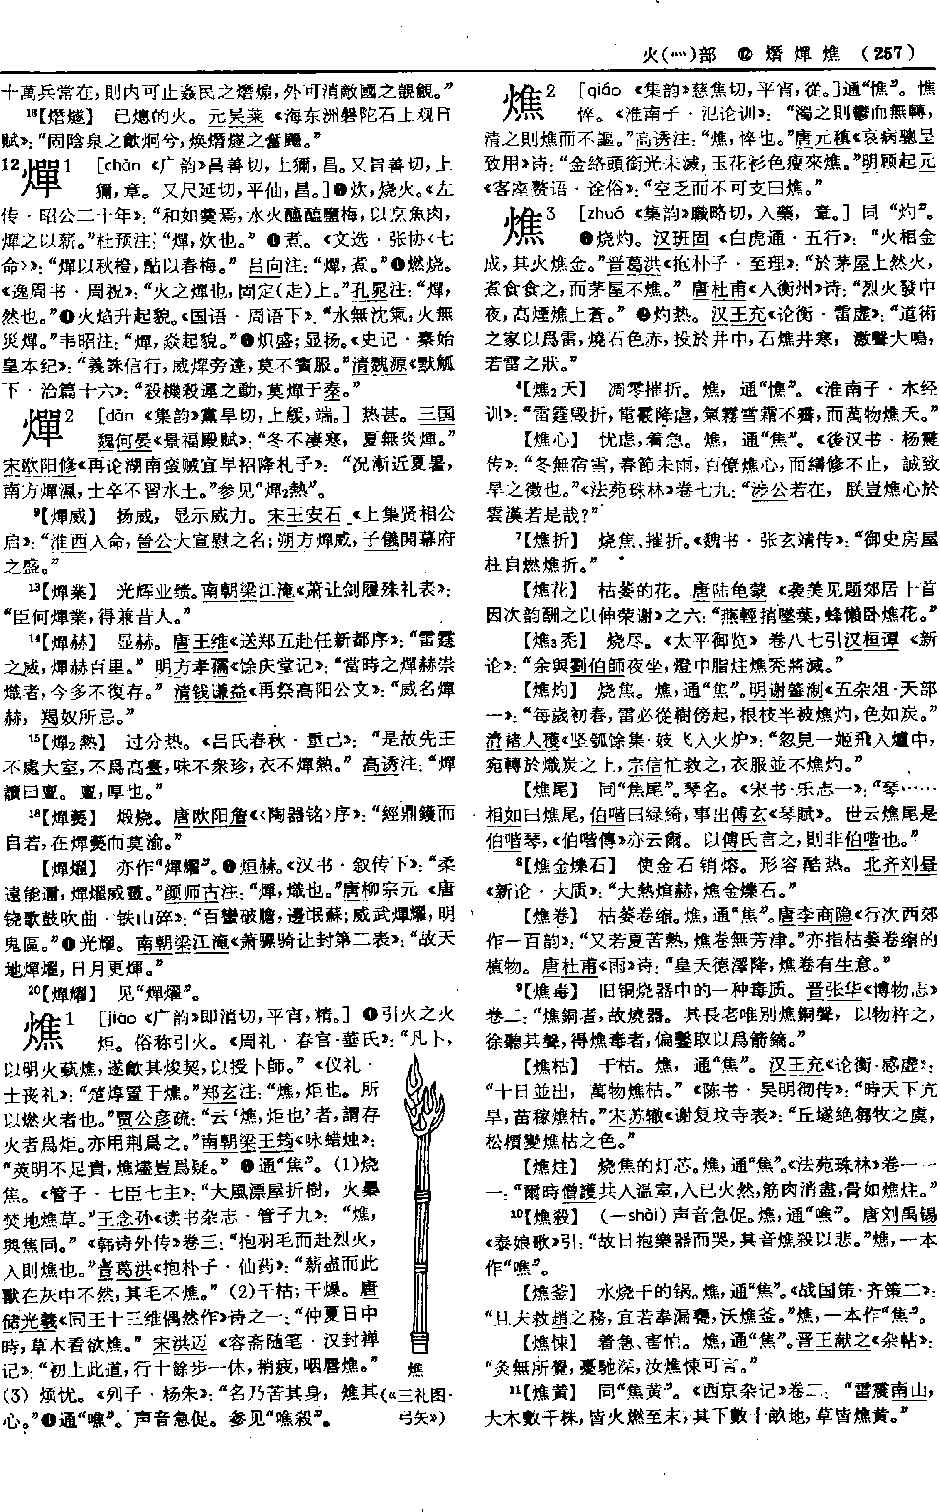 火(灬)部 ⑫ 熸燀燋 (257)
十萬兵常在,則内可止姦民之熸煽,外可消敵國之覬覦。”
¹⁶【熸燧】 已熄的火。元吴莱《海东洲磐陀石上观日
賦》:“固陰泉之歊炯兮,煥熸燧之奮颺。”
12 燀1 [chǎn《广韵》昌善切,上獮,昌。又旨善切,上
獮,章。又尺延切,平仙,昌。]❶炊,烧火。《左
传·昭公二十年》:“和如羹焉,水火醯醢鹽梅,以烹魚肉,
燀之以薪。”杜预注:“燀,炊也。” ❷煮。《文选·张协〈七
命〉》:“燀以秋橙,酟以春梅。” 吕向注:“燀,煮。”❸燃烧。
《逸周书·周祝》:“火之燀也,固定(走)上。”孔晁注:“燀,
然也。”❹火焰升起貌。《国语·周语下》:“水無沈氣,火無
災燀。”韦昭注:“燀,焱起貌。”❺炽盛;显扬。《史记·秦始
皇本纪》:“義誅信行,威燀旁達,莫不賓服。”清魏源《默觚
下·治篇十六》:“殺機殺運之動,莫燀于秦。”
燀2 [dǎn《集韵》黨旱切,上緩,端。] 热甚。三国
魏何晏《景福殿赋》:“冬不凄寒,夏無炎燀。”
宋欧阳修《再论湖南蛮贼宜早招降札子》:“况漸近夏暑,
南方燀濕,士卒不習水土。”参见“燀₂熱”。
⁹【燀威】 扬威,显示威力。宋王安石《上集贤相公
启》:“淮西入命,晉公大宣慰之名;朔方燀威,子儀開幕府
之盛。”
¹³【燀業】 光辉业绩。南朝梁江淹《萧让剑履殊礼表》:
“臣何燀業,得兼昔人。”
¹⁴【燀赫】 显赫。唐王维《送郑五赴任新都序》:“雷霆
之威,燀赫百里。” 明方孝孺《馀庆堂记》:“當時之燀赫崇
熾者,今多不復存。” 清钱谦益《再祭高阳公文》:“威名燀
赫,羯奴所忌。”
¹⁵【燀₂熱】 过分热。《吕氏春秋·重己》:“是故先王
不處大室,不爲高臺,味不衆珍,衣不燀熱。” 高诱注:“燀
讀曰亶。亶,厚也。”
¹⁸【燀爕】 煅烧。唐欧阳詹《〈陶器铭〉序》:“經鼎鑊而
自若,在燀爕而莫渝。”
【燀燿】 亦作“燀耀”。❶烜赫。《汉书·叙传下》:“柔
遠能邇,燀燿威靈。”颜师古注:“燀,熾也。”唐柳宗元《唐
铙歌鼓吹曲·铁山碎》:“百蠻破膽,邊氓蘇;威武燀燿,明
鬼區。”❷光耀。南朝梁江淹《萧骠骑让封第二表》:“故天
地燀燿,日月更燀。”
²⁰【燀耀】 见“燀燿”。
燋1 [jiāo《广韵》即消切,平宵,精。] ❶引火之火
炬。俗称引火。《周礼·春官·菙氏》:“凡卜,
以明火爇燋,遂歈其焌契,以授卜師。”《仪礼·
士丧礼》:“楚焞置于燋。”郑玄注:“燋,炬也。所
以燃火者也。”贾公彦疏:“云‘燋,炬也’者,謂存
火者爲炬。亦用荆爲之。”南朝梁王筠《咏蜡烛》:
“熒明不足貴,燋燼豈爲疑。”❷通“焦”。(1)烧
焦。《管子·七臣七主》:“大風漂屋折樹,火暴
焚地燋草。”王念孙《读书杂志·管子九》:“燋,
與焦同。”《韩诗外传》卷三:“抱羽毛而赴烈火,
入則燋也。”晋葛洪《抱朴子·仙药》:“薪盡而此
獸在灰中不然,其毛不燋。”(2)干枯;干燥。唐
储光羲《同王十三维偶然作》诗之一:“仲夏日中
時,草木看欲燋。” 宋洪迈《容斋随笔·汉封禅
记》:“初上此道,行十餘步一休,稍疲,咽唇燋。”
(3) 烦忧。《列子·杨朱》:“名乃苦其身,燋其
心。”❸通“噍”。声音急促。参见“燋殺”。
燋
(《三礼图·
弓矢》)
燋2 [qiáo《集韵》慈焦切,平宵,從。]通“憔”。憔
悴。《淮南子·氾论训》:“濁之則鬱而無轉,
清之則燋而不謳。”高诱注:“燋,悴也。”唐元稹《哀病骢呈
致用》诗:“金絡頭銜光未滅,玉花衫色瘦來燋。”明顾起元
《客座赘语·诠俗》:“空乏而不可支曰燋。”
燋3 [zhuó《集韵》職略切,入藥,章。] 同“灼”。
❶烧灼。汉班固《白虎通·五行》:“火相金
成,其火燋金。”晋葛洪《抱朴子·至理》:“於茅屋上然火,
煮食食之,而茅屋不燋。” 唐杜甫《入衡州》诗:“烈火發中
夜,高煙燋上蒼。” ❷灼热。汉王充《论衡·雷虚》:“道術
之家以爲雷,燒石色赤,投於井中,石燋井寒,激聲大鳴,
若雷之狀。”
⁴【燋₂夭】 凋零摧折。燋,通“憔”。《淮南子·本经
训》:“雷霆毁折,電霰降虐,氛霧雪霜不霽,而萬物燋夭。”
【燋心】 忧虑,着急。燋,通“焦”。《後汉书·杨震
传》:“冬無宿雪,春節未雨,百僚燋心,而繕修不止,誠致
旱之徵也。”《法苑珠林》卷七九:“涉公若在,朕豈燋心於
雲漢若是哉?”
⁷【燋折】 烧焦、摧折。《魏书·张玄靖传》:“御史房屋
柱自燃燋折。”
【燋花】 枯萎的花。唐陆龟蒙《袭美见题郊居十首
因次韵酬之以伸荣谢》之六:“燕輕捎墜葉,蜂懶卧燋花。”
【燋₃秃】 烧尽。《太平御览》卷八七引汉桓谭《新
论》:“余與劉伯師夜坐,燈中脂炷燋秃將滅。”
【燋灼】 烧焦。燋,通“焦”。明谢肇淛《五杂俎·天部
一》:“每歲初春,雷必從樹傍起,根枝半被燋灼,色如炭。”
清褚人穫《坚瓠馀集·妓飞入火炉》:“忽見一姬飛入爐中,
宛轉於熾炭之上,宗信忙救之,衣服並不燋灼。”
【燋尾】 同“焦尾”。琴名。《宋书·乐志一》:“琴……
相如曰燋尾,伯喈曰绿绮,事出傅玄《琴賦》。世云燋尾是
伯喈琴,《伯喈傳》亦云爾。以傅氏言之,則非伯喈也。”
⁸【燋金爍石】 使金石销熔。形容酷热。北齐刘昼
《新论·大质》:“大熱煊赫,燋金爍石。”
【燋卷】 枯萎卷缩。燋,通“焦”。唐李商隐《行次西郊
作一百韵》:“又若夏苦熱,燋卷無芳津。”亦指枯萎卷缩的
植物。唐杜甫《雨》诗:“皇天德澤降,燋卷有生意。”
⁹【燋毒】 旧铜烧器中的一种毒质。晋张华《博物志》
卷二:“燋銅者,故燒器。其長老唯别燋銅聲,以物杵之,
徐聽其聲,得燋毒者,偏鑿取以爲箭鏑。”
【燋枯】 干枯。燋,通“焦”。汉王充《论衡·感虚》:
“十日並出,萬物燋枯。”《陈书·吴明彻传》:“時天下亢
旱,苗稼燋枯。”宋苏辙《谢复坟寺表》:“丘墳絶芻牧之虞,
松檟變燋枯之色。”
【燋炷】 烧焦的灯芯。燋,通“焦”。《法苑珠林》卷一一
一:“爾時僧護共入温室,入已火然,筋肉消盡,骨如燋炷。”
¹⁰【燋殺】 (—shài)声音急促。燋,通“噍”。唐刘禹锡
《泰娘歌》引:“故日抱樂器而哭,其音燋殺以悲。”燋,一本
作“噍”。
【燋釜】 水烧干的锅。燋,通“焦”。《战国策·齐策二》:
“且夫救趙之務,宜若奉漏甕,沃燋釜。”燋,一本作“焦”。
【燋悚】 着急、害怕。燋,通“焦”。晋王献之《杂帖》:
“灸無所覺,憂馳深,汝燋悚可言。”
¹¹【燋黄】 同“焦黄”。《西京杂记》卷二:“雷震南山,
大木數千株,皆火燃至末,其下數十畝地,草皆燋黄。”